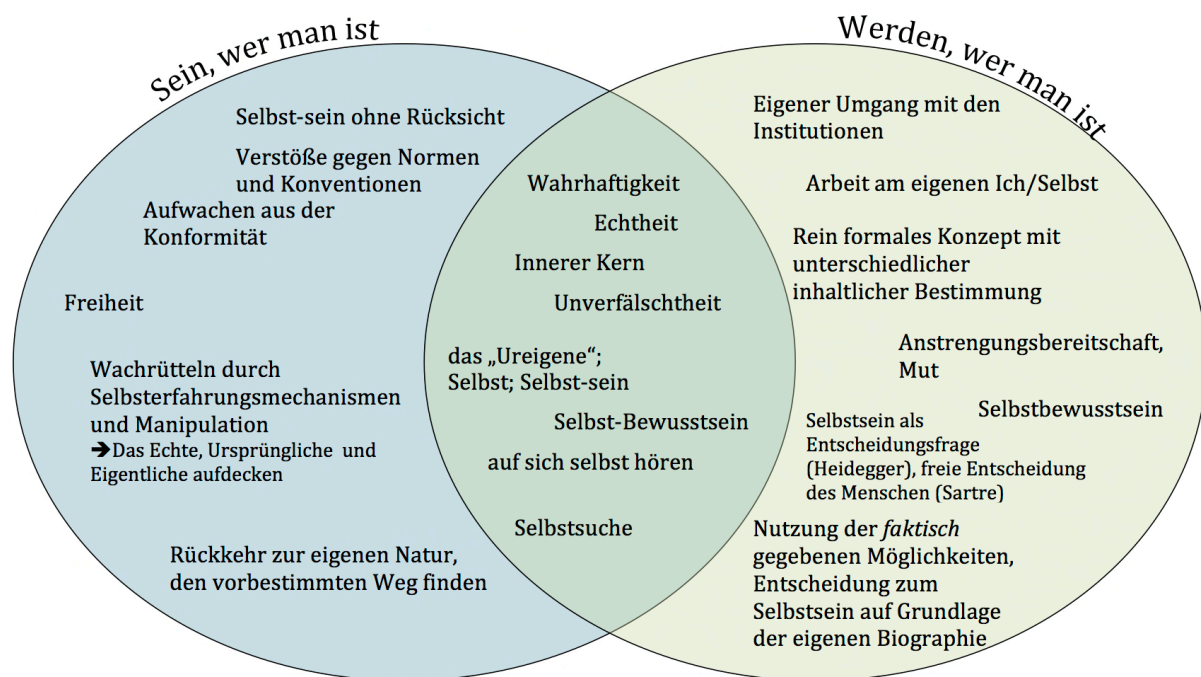 Sein, wer man ist
Selbst-sein ohne Rücksicht
Verstöße gegen Normen
und Konventionen
Aufwachen aus der
Konformität
Freiheit
Wachrütteln durch
Selbsterfahrungsmechanismen
und Manipulation
➔Das Echte, Ursprüngliche und
Eigentliche aufdecken
Rückkehr zur eigenen Natur,
den vorbestimmten Weg finden
Wahrhaftigkeit
Echtheit
Innerer Kern
Unverfälschtheit
das „Ureigene“;
Selbst; Selbst-sein
Selbst-Bewusstsein
auf sich selbst hören
Selbstsuche
Werden, wer man ist
Eigener Umgang mit den
Institutionen
Arbeit am eigenen Ich/Selbst
Rein formales Konzept mit
unterschiedlicher
inhaltlicher Bestimmung
Anstrengungsbereitschaft,
Mut
Selbstbewusstsein
Selbstsein als
Entscheidungsfrage
(Heidegger), freie Entscheidung
des Menschen (Sartre)
Nutzung der faktisch
gegebenen Möglichkeiten,
Entscheidung zum
Selbstsein auf Grundlage
der eigenen Biographie